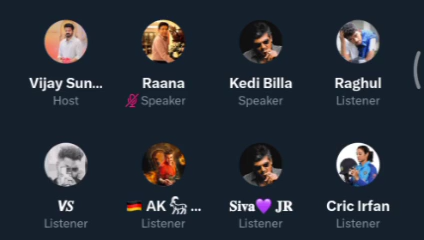 Vijay Sun... Raana Kedi Billa Raghul
Host Speaker Speaker Listener
VS 🇩🇪 AK 🐆 ... Siva💜 JR Cric Irfan
Listener Listener Listener Listener